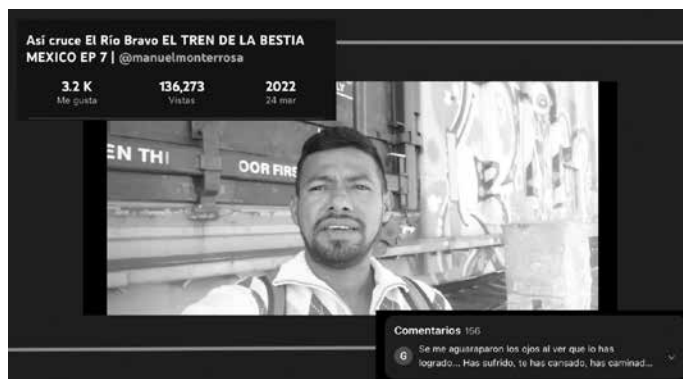 Así cruce El Río Bravo EL TREN DE LA BESTIA
MEXICO EP 7 | @manuelmonterrosa
3.2 K 136,273 2022
Me gusta Vistas 24 mar
EN THI
OOR FIRS
Comentarios 156
G Se me aguaraparon los ojos al ver que lo has
logrado... Has sufrido, te has cansado, has caminad...